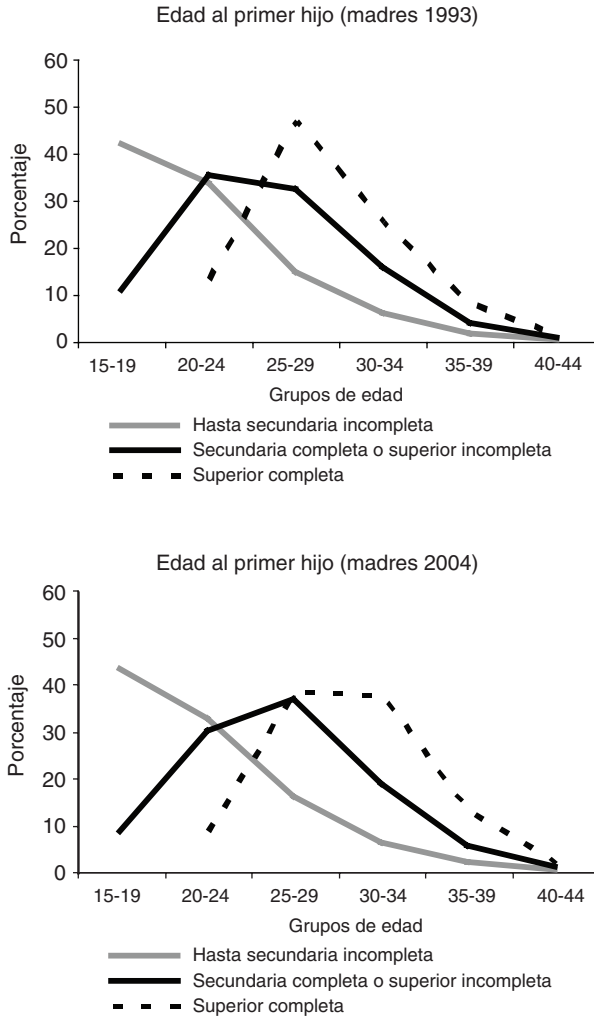 Edad al primer hijo (madres 1993)
60
50
40
30
20
10
0
Porcentaje
15-19 20-24 25-29 30-34 35-39 40-44
Grupos de edad
Hasta secundaria incompleta
Secundaria completa o superior incompleta
Superior completa
Edad al primer hijo (madres 2004)
60
50
40
30
20
10
0
Porcentaje
15-19 20-24 25-29 30-34 35-39 40-44
Grupos de edad
Hasta secundaria incompleta
Secundaria completa o superior incompleta
Superior completa